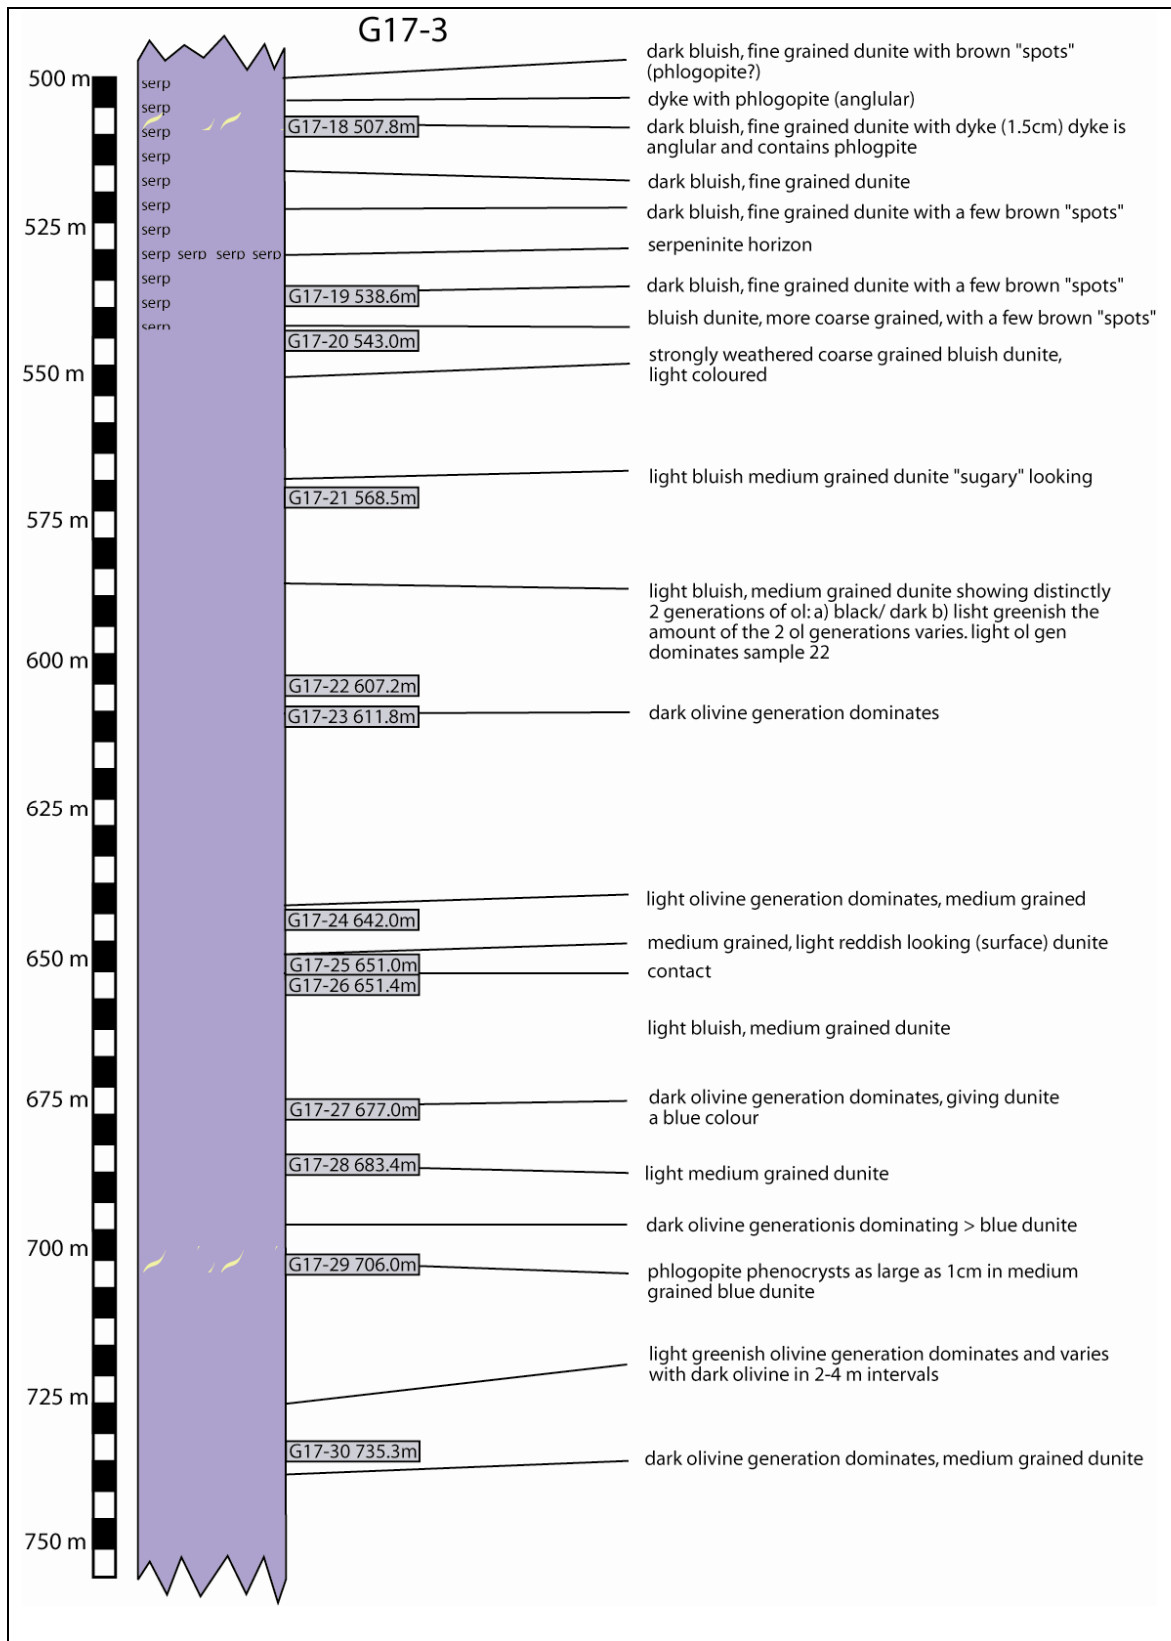 G17-3
500 m
serp
dark bluish, fine grained dunite with brown "spots"
(phlogopite?)
serp
dyke with phlogopite (anglular)
serp
G17-18 507.8m
dark bluish, fine grained dunite with dyke (1.5cm) dyke is
anglular and contains phlogpite
serp
serp
dark bluish, fine grained dunite
serp
dark bluish, fine grained dunite with a few brown "spots"
525 m
serp
serp serp serp serp
serpeninite horizon
serp
serp
G17-19 538.6m
dark bluish, fine grained dunite with a few brown "spots"
serp
bluish dunite, more coarse grained, with a few brown "spots"
G17-20 543.0m
550 m
strongly weathered coarse grained bluish dunite,
light coloured
light bluish medium grained dunite "sugary" looking
G17-21 568.5m
575 m
light bluish, medium grained dunite showing distinctly
2 generations of ol: a) black/ dark b) lisht greenish the
amount of the 2 ol generations varies. light ol gen
dominates sample 22
600 m
G17-22 607.2m
G17-23 611.8m
dark olivine generation dominates
625 m
light olivine generation dominates, medium grained
G17-24 642.0m
medium grained, light reddish looking (surface) dunite
650 m
G17-25 651.0m
contact
G17-26 651.4m
light bluish, medium grained dunite
675 m
G17-27 677.0m
dark olivine generation dominates, giving dunite
a blue colour
G17-28 683.4m
light medium grained dunite
dark olivine generationis dominating > blue dunite
700 m
G17-29 706.0m
phlogopite phenocrysts as large as 1cm in medium
grained blue dunite
light greenish olivine generation dominates and varies
with dark olivine in 2-4 m intervals
725 m
G17-30 735.3m
dark olivine generation dominates, medium grained dunite
750 m